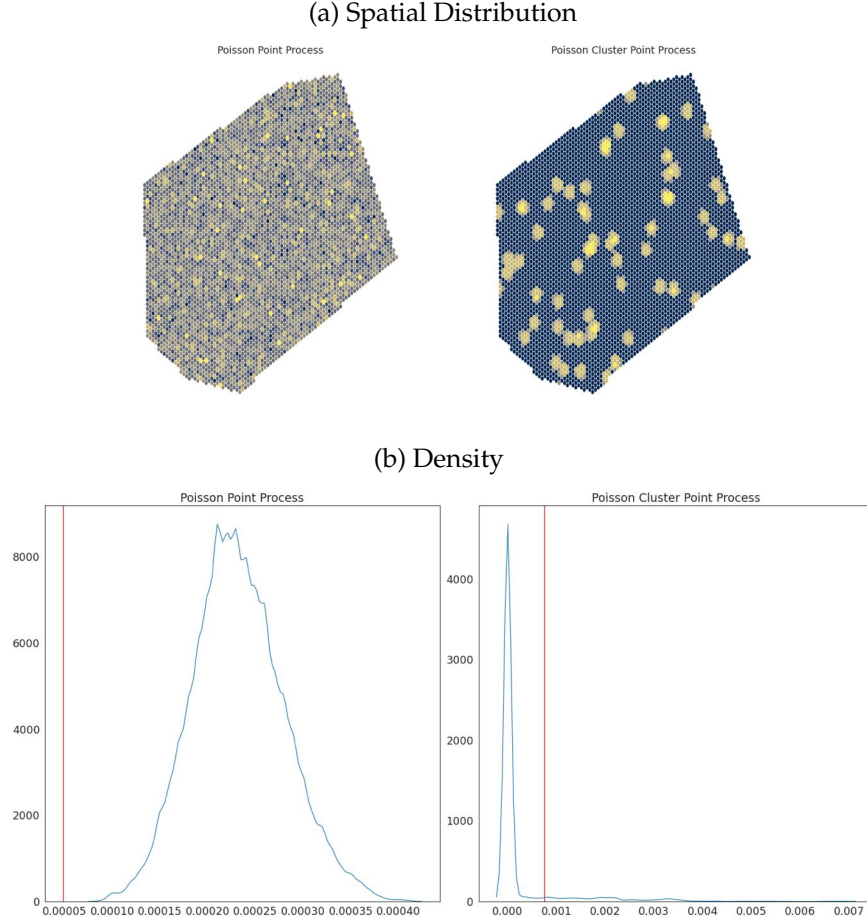 (a) Spatial Distribution
Poisson Point Process
Poisson Cluster Point Process
(b) Density
Poisson Point Process
8000
6000
4000
2000
0
0.00005 0.00010 0.00015 0.00020 0.00025 0.00030 0.00035 0.00040
Poisson Cluster Point Process
4000
3000
2000
1000
0
0.000 0.001 0.002 0.003 0.004 0.005 0.006 0.007